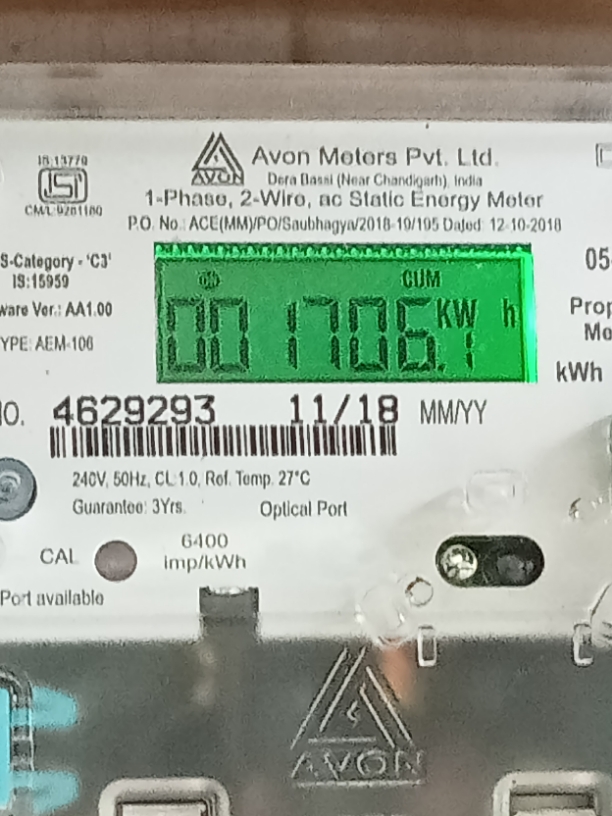 IS:13779
ISI
CM/L-9281180
AVON
Avon Meters Pvt. Ltd.
Dera Bassi (Near Chandigarh), India
1-Phase, 2-Wire, ac Static Energy Meter
P.O. No.: ACE(MM)/PO/Saubhagya/2018-19/195 Dated: 12-10-2018
S-Category - 'C3'
IS:15959
ware Ver.: AA1.00
YPE: AEM-106
CUM
001706.1 KW h
05
Prop
Me
kWh
NO. 4629293 11/18 MM/YY
240V, 50Hz, CL 1.0, Ref. Temp. 27°C
Guarantee: 3Yrs. Optical Port
CAL
6400
imp/kWh
Port available
AVON